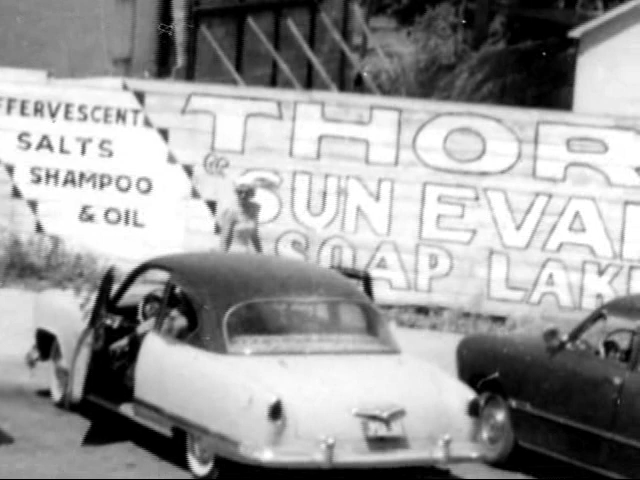 FFERVESCENT
SALTS
SHAMPOO
& OIL
THOR
SUN EVA
SOAP LAK